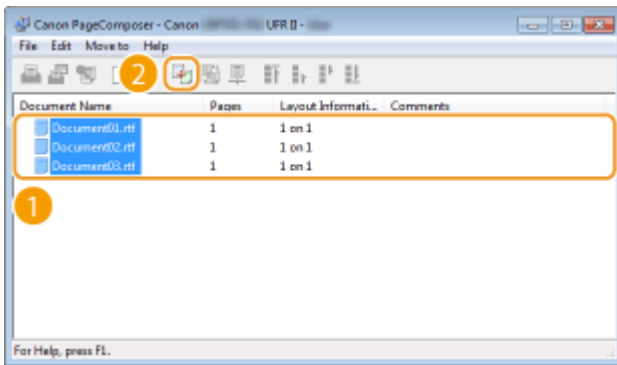 Canon PageComposer - Canon UFR II -
File Edit Move to Help
2
Document Name Pages Layout Informati... Comments
Document01.rtf 1 1 on 1
Document02.rtf 1 1 on 1
Document03.rtf 1 1 on 1
1
For Help, press F1.